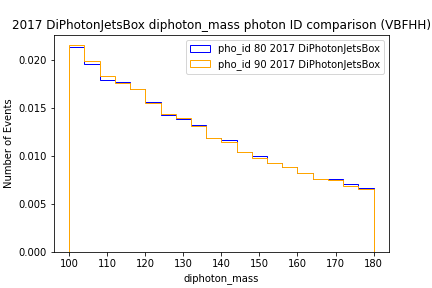 2017 DiPhotonJetsBox diphoton_mass photon ID comparison (VBFHH)
pho_id 80 2017 DiPhotonJetsBox
pho_id 90 2017 DiPhotonJetsBox
Number of Events
0.020
0.015
0.010
0.005
0.000
100 110 120 130 140 150 160 170 180
diphoton_mass